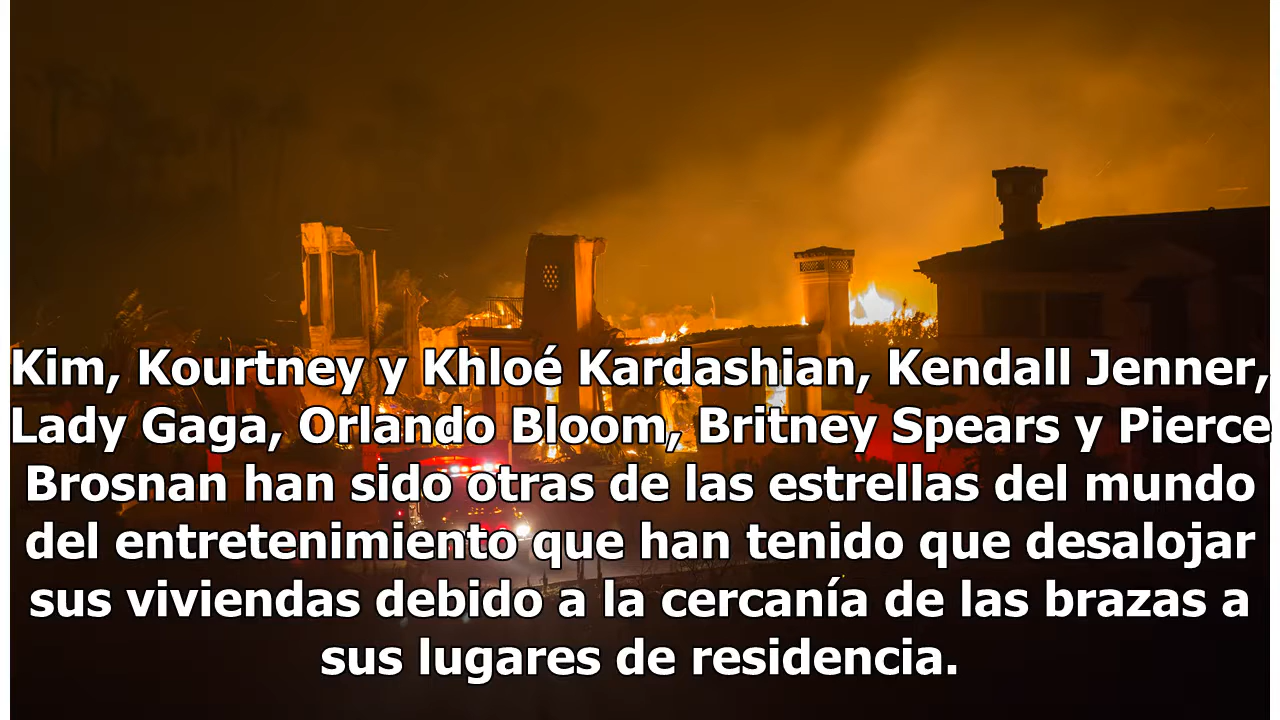 Kim, Kourtney y Khloé Kardashian, Kendall Jenner,
Lady Gaga, Orlando Bloom, Britney Spears y Pierce
Brosnan han sido otras de las estrellas del mundo
del entretenimiento que han tenido que desalojar
sus viviendas debido a la cercanía de las brazas a
sus lugares de residencia.